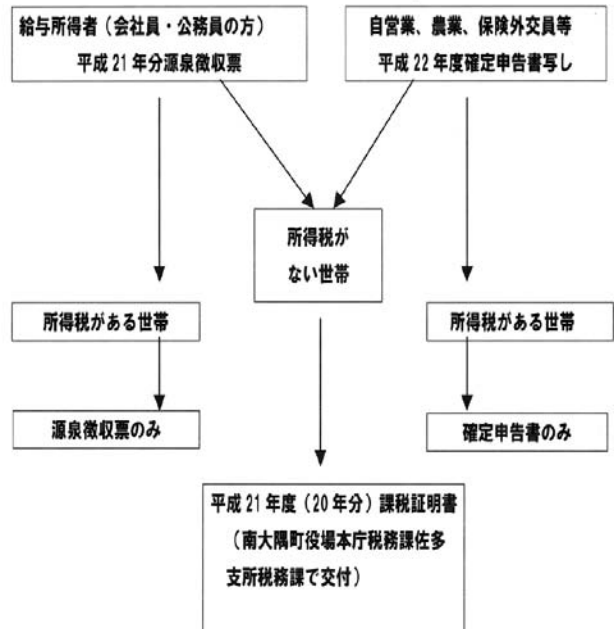 給与所得者（会社員・公務員の方）
平成21年分源泉徴収票
自営業、農業、保険外交員等
平成22年度確定申告書写し
所得税が
ない世帯
所得税がある世帯
所得税がある世帯
源泉徴収票のみ
確定申告書のみ
平成21年度（20年分）課税証明書
（南大隅町役場本庁税務課佐多
支所税務課で交付）